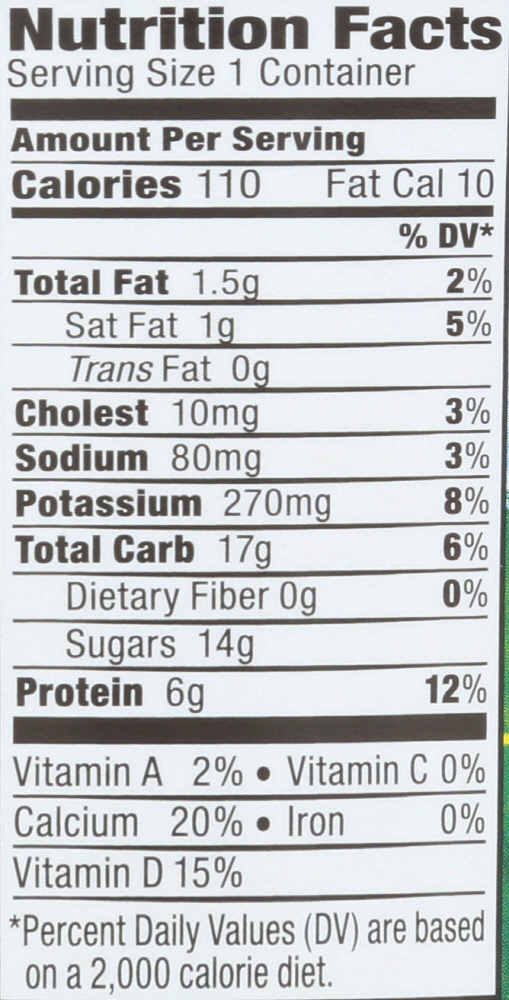 Nutrition Facts
Serving Size 1 Container
Amount Per Serving
Calories 110 Fat Cal 10
% DV*
Total Fat 1.5g 2%
Sat Fat 1g 5%
Trans Fat 0g
Cholest 10mg 3%
Sodium 80mg 3%
Potassium 270mg 8%
Total Carb 17g 6%
Dietary Fiber 0g 0%
Sugars 14g
Protein 6g 12%
Vitamin A 2% • Vitamin C 0%
Calcium 20% • Iron 0%
Vitamin D 15%
*Percent Daily Values (DV) are based
on a 2,000 calorie diet.